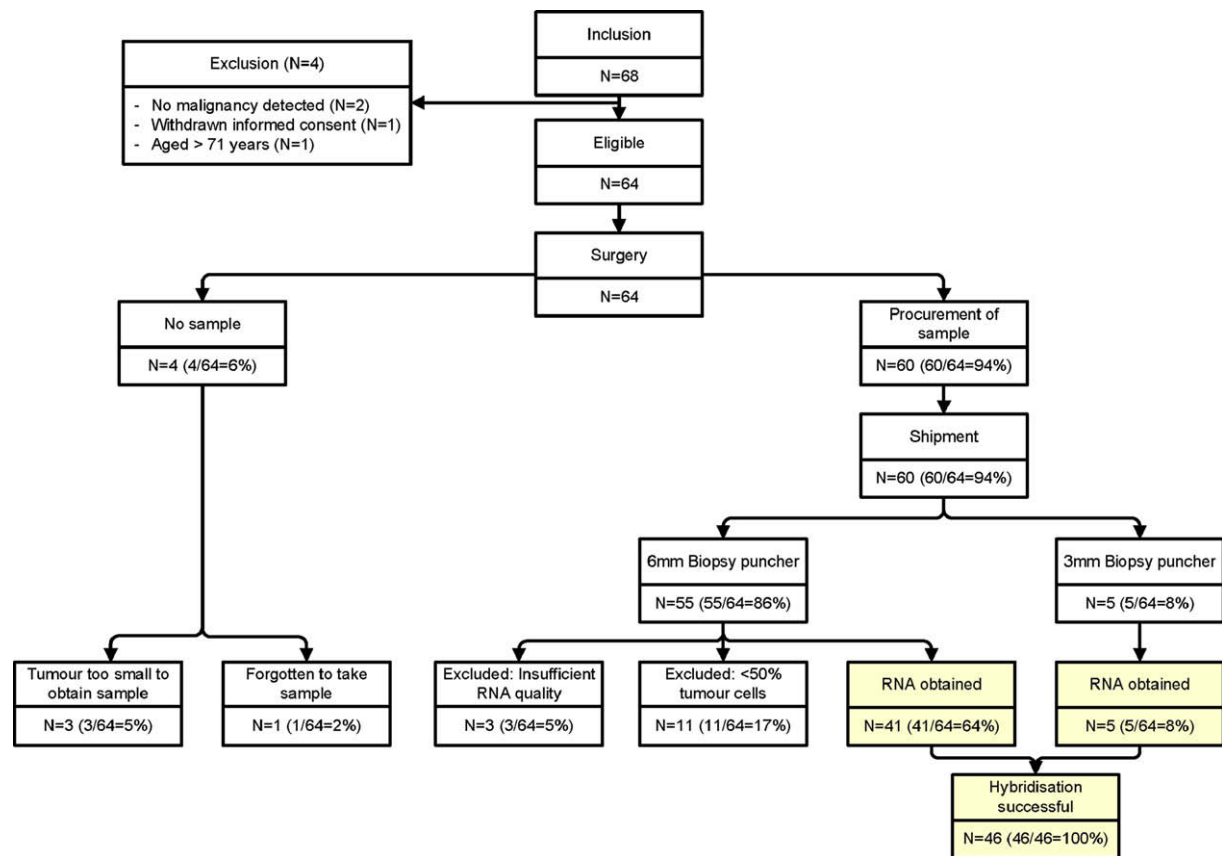 Inclusion
N=68
Exclusion (N=4)
- No malignancy detected (N=2)
- Withdrawn informed consent (N=1)
- Aged > 71 years (N=1)
Eligible
N=64
Surgery
N=64
No sample
N=4 (4/64=6%)
Procurement of
sample
N=60 (60/64=94%)
Shipment
N=60 (60/64=94%)
6mm Biopsy puncher
N=55 (55/64=86%)
3mm Biopsy puncher
N=5 (5/64=8%)
Tumour too small to
obtain sample
N=3 (3/64=5%)
Forgotten to take
sample
N=1 (1/64=2%)
Excluded: Insufficient
RNA quality
N=3 (3/64=5%)
Excluded: <50%
tumour cells
N=11 (11/64=17%)
RNA obtained
N=41 (41/64=64%)
RNA obtained
N=5 (5/64=8%)
Hybridisation
successful
N=46 (46/46=100%)